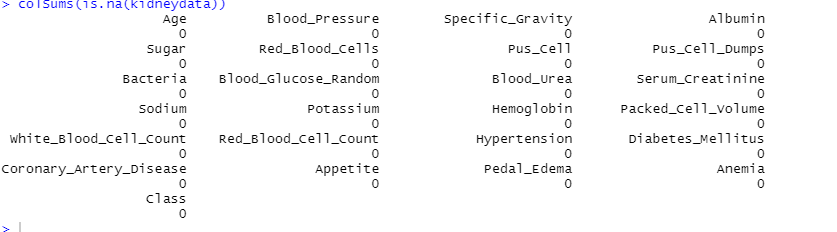 > colSums(is.na(kidneydata))
Age Blood_Pressure Specific_Gravity Albumin
0 0 0 0
Sugar Red_Blood_Cells Pus_Cell Pus_Cell_Dumps
0 0 0 0
Bacteria Blood_Glucose_Random Blood_Urea Serum_Creatinine
0 0 0 0
Sodium Potassium Hemoglobin Packed_Cell_Volume
0 0 0 0
White_Blood_Cell_Count Red_Blood_Cell_Count Hypertension Diabetes_Mellitus
0 0 0 0
Coronary_Artery_Disease Appetite Pedal_Edema Anemia
0 0 0 0
Class
0
>